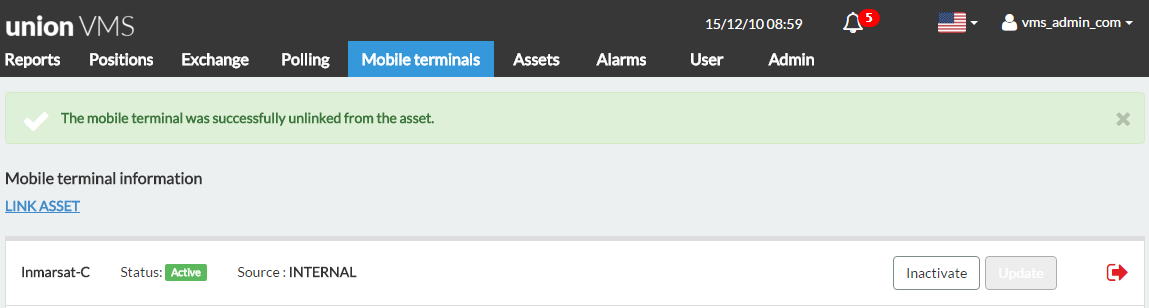 union VMS 15/12/10 08:59 5 vms_admin_com
Reports Positions Exchange Polling Mobile terminals Assets Alarms User Admin
The mobile terminal was successfully unlinked from the asset.
Mobile terminal information
LINK ASSET
Inmarsat-C Status: Active Source : INTERNAL Inactivate Update